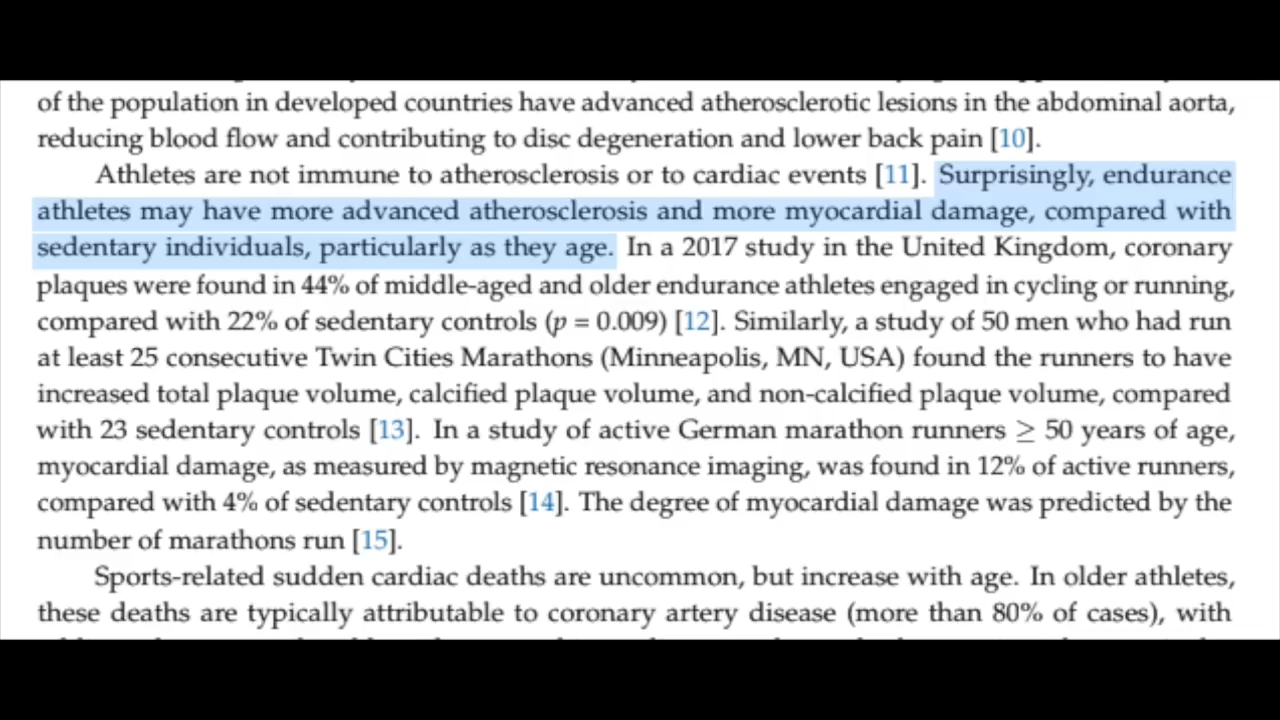 of the population in developed countries have advanced atherosclerotic lesions in the abdominal aorta,
reducing blood flow and contributing to disc degeneration and lower back pain [10].
Athletes are not immune to atherosclerosis or to cardiac events [11]. Surprisingly, endurance
athletes may have more advanced atherosclerosis and more myocardial damage, compared with
sedentary individuals, particularly as they age. In a 2017 study in the United Kingdom, coronary
plaques were found in 44% of middle-aged and older endurance athletes engaged in cycling or running,
compared with 22% of sedentary controls (p = 0.009) [12]. Similarly, a study of 50 men who had run
at least 25 consecutive Twin Cities Marathons (Minneapolis, MN, USA) found the runners to have
increased total plaque volume, calcified plaque volume, and non-calcified plaque volume, compared
with 23 sedentary controls [13]. In a study of active German marathon runners ≥ 50 years of age,
myocardial damage, as measured by magnetic resonance imaging, was found in 12% of active runners,
compared with 4% of sedentary controls [14]. The degree of myocardial damage was predicted by the
number of marathons run [15].
Sports-related sudden cardiac deaths are uncommon, but increase with age. In older athletes,
these deaths are typically attributable to coronary artery disease (more than 80% of cases), with